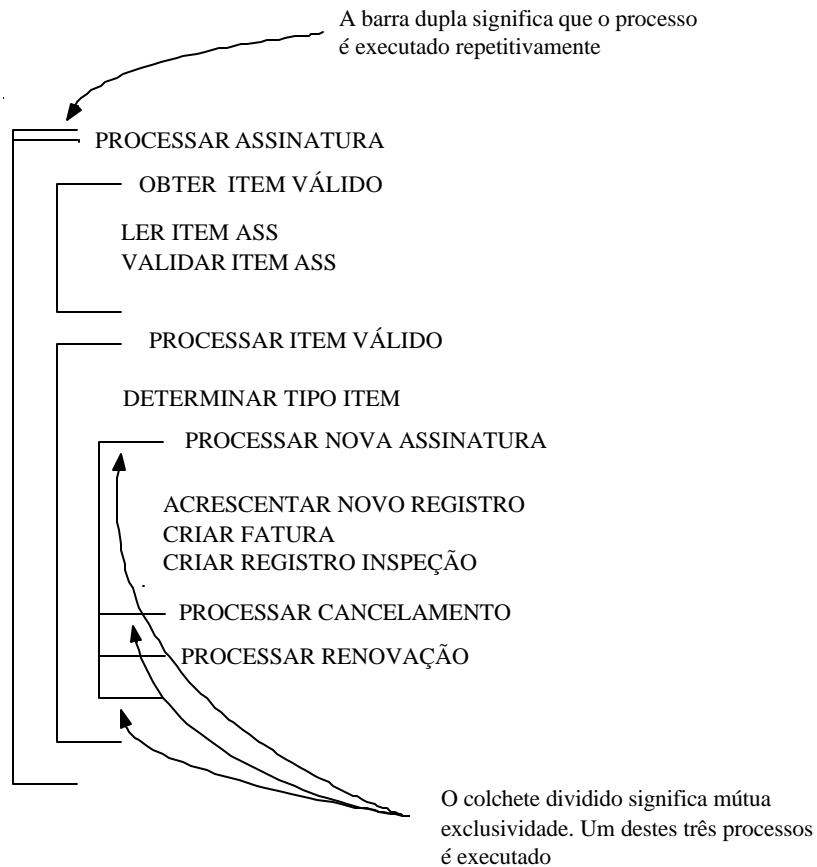 A barra dupla significa que o processo
é executado repetitivamente
PROCESSAR ASSINATURA
OBTER ITEM VÁLIDO
LER ITEM ASS
VALIDAR ITEM ASS
PROCESSAR ITEM VÁLIDO
DETERMINAR TIPO ITEM
PROCESSAR NOVA ASSINATURA
ACRESCENTAR NOVO REGISTRO
CRIAR FATURA
CRIAR REGISTRO INSPEÇÃO
PROCESSAR CANCELAMENTO
PROCESSAR RENOVAÇÃO
O colchete dividido significa mútua
exclusividade. Um destes três processos
é executado